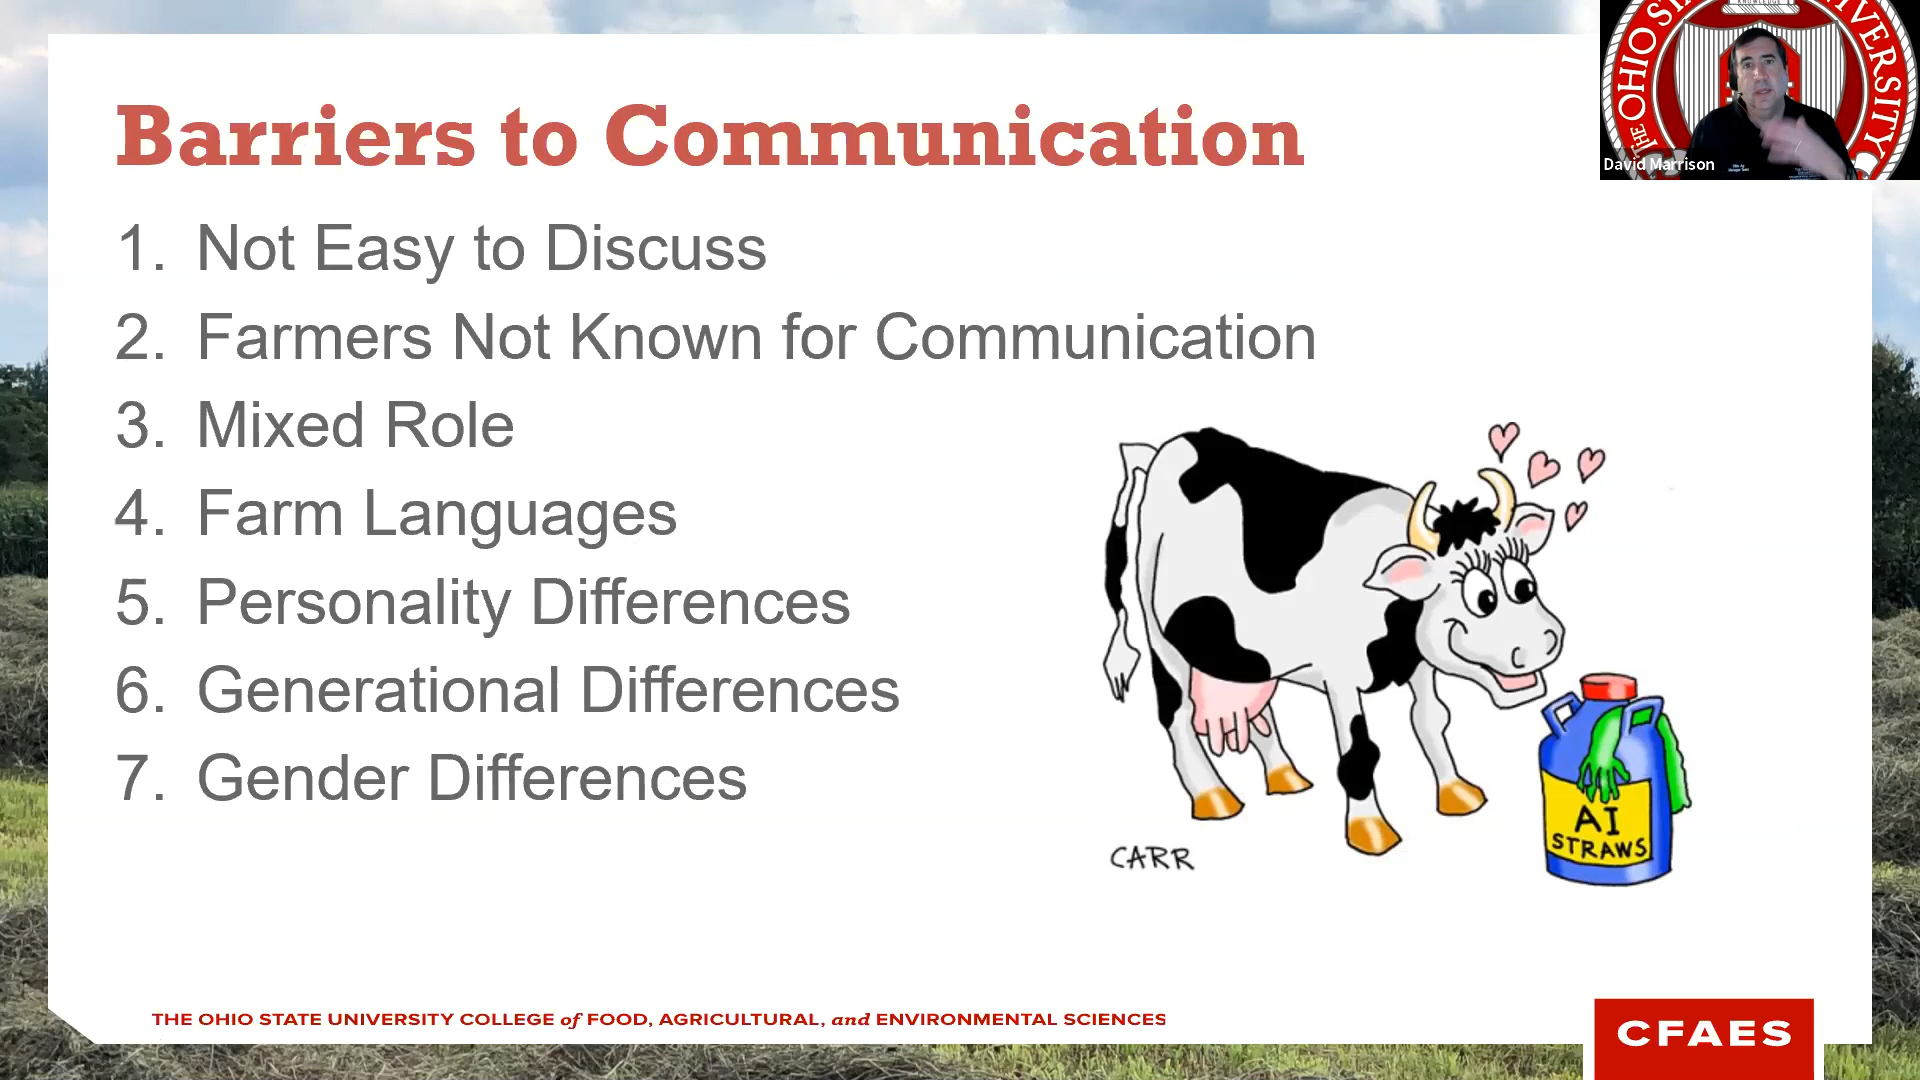 Barriers to Communication
1. Not Easy to Discuss
2. Farmers Not Known for Communication
3. Mixed Role
4. Farm Languages
5. Personality Differences
6. Generational Differences
7. Gender Differences
AI
STRAWS
CARR
THE OHIO STATE UNIVERSITY COLLEGE of FOOD, AGRICULTURAL, and ENVIRONMENTAL SCIENCES
CFAES
David Marrison